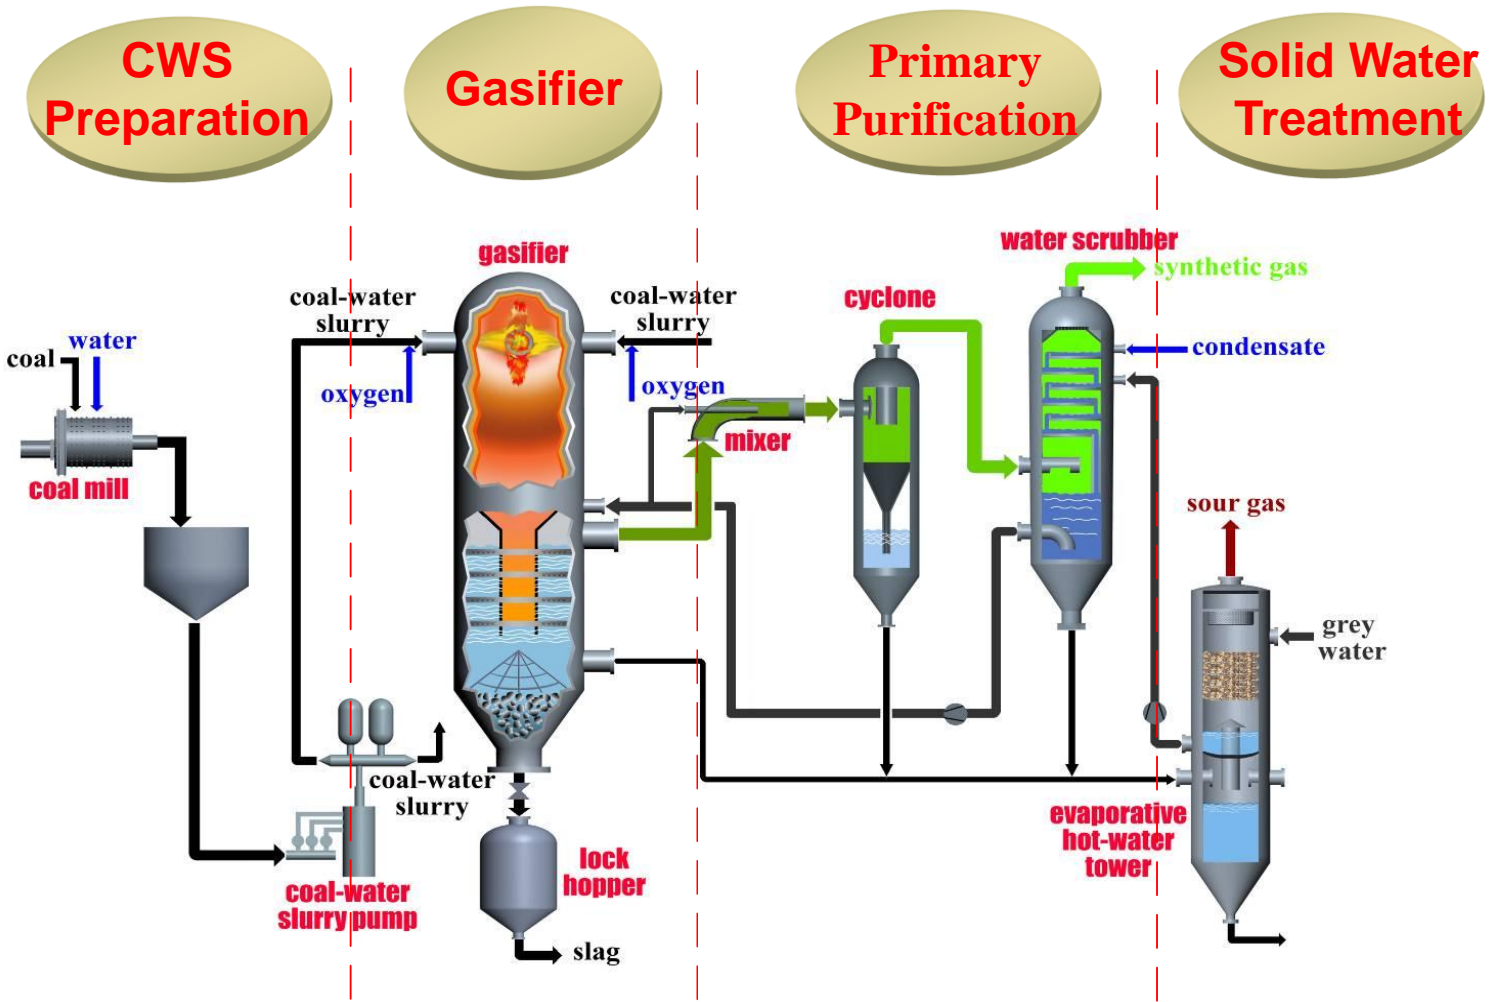 CWS
Preparation
Gasifier
Primary
Purification
Solid Water
Treatment
gasifier
water scrubber
synthetic gas
coal-water
slurry
coal-water
slurry
cyclone
water
coal
condensate
oxygen
oxygen
mixer
coal mill
sour gas
grey
water
coal-water
slurry
evaporative
hot-water
tower
lock
hopper
coal-water
slurry pump
slag